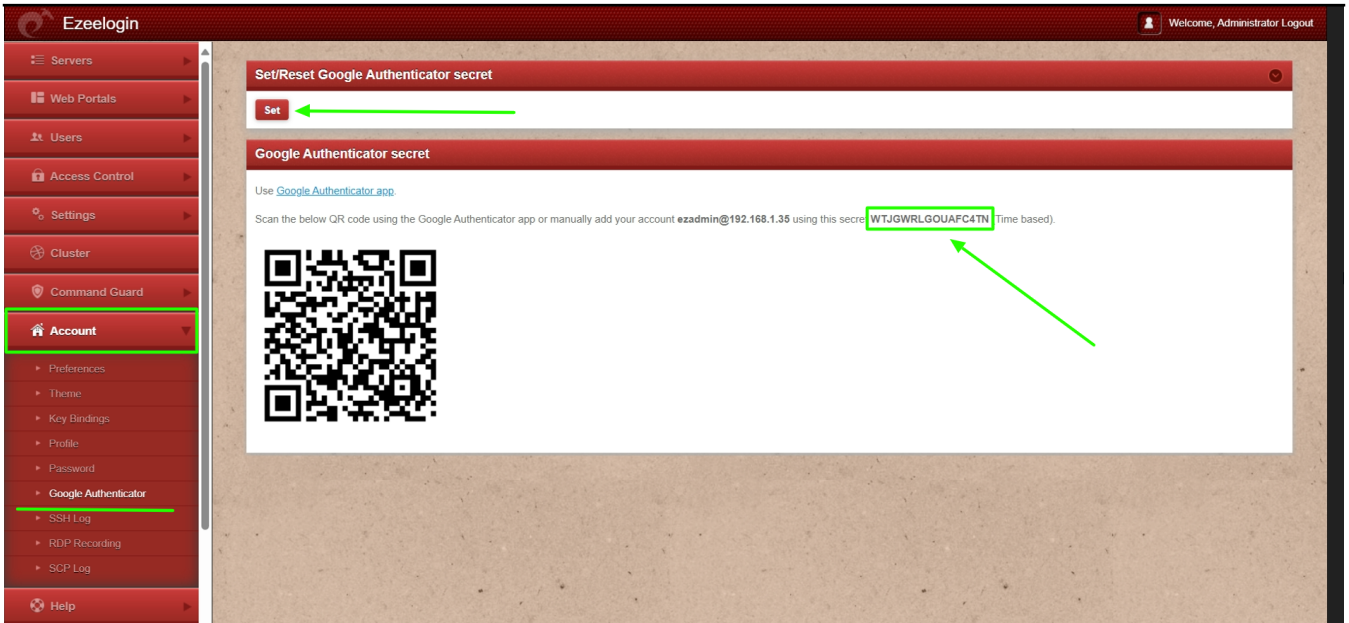 Ezeelogin
Welcome, Administrator Logout
Servers
Web Portals
Users
Access Control
Settings
Cluster
Command Guard
Account
Preferences
Theme
Key Bindings
Profile
Password
Google Authenticator
SSH Log
RDP Recording
SCP Log
Help
Set/Reset Google Authenticator secret
Set
Google Authenticator secret
Use Google Authenticator app.
Scan the below QR code using the Google Authenticator app or manually add your account ezadmin@192.168.1.35 using this secre WTJGWRLGOUAFC4TN Time based).